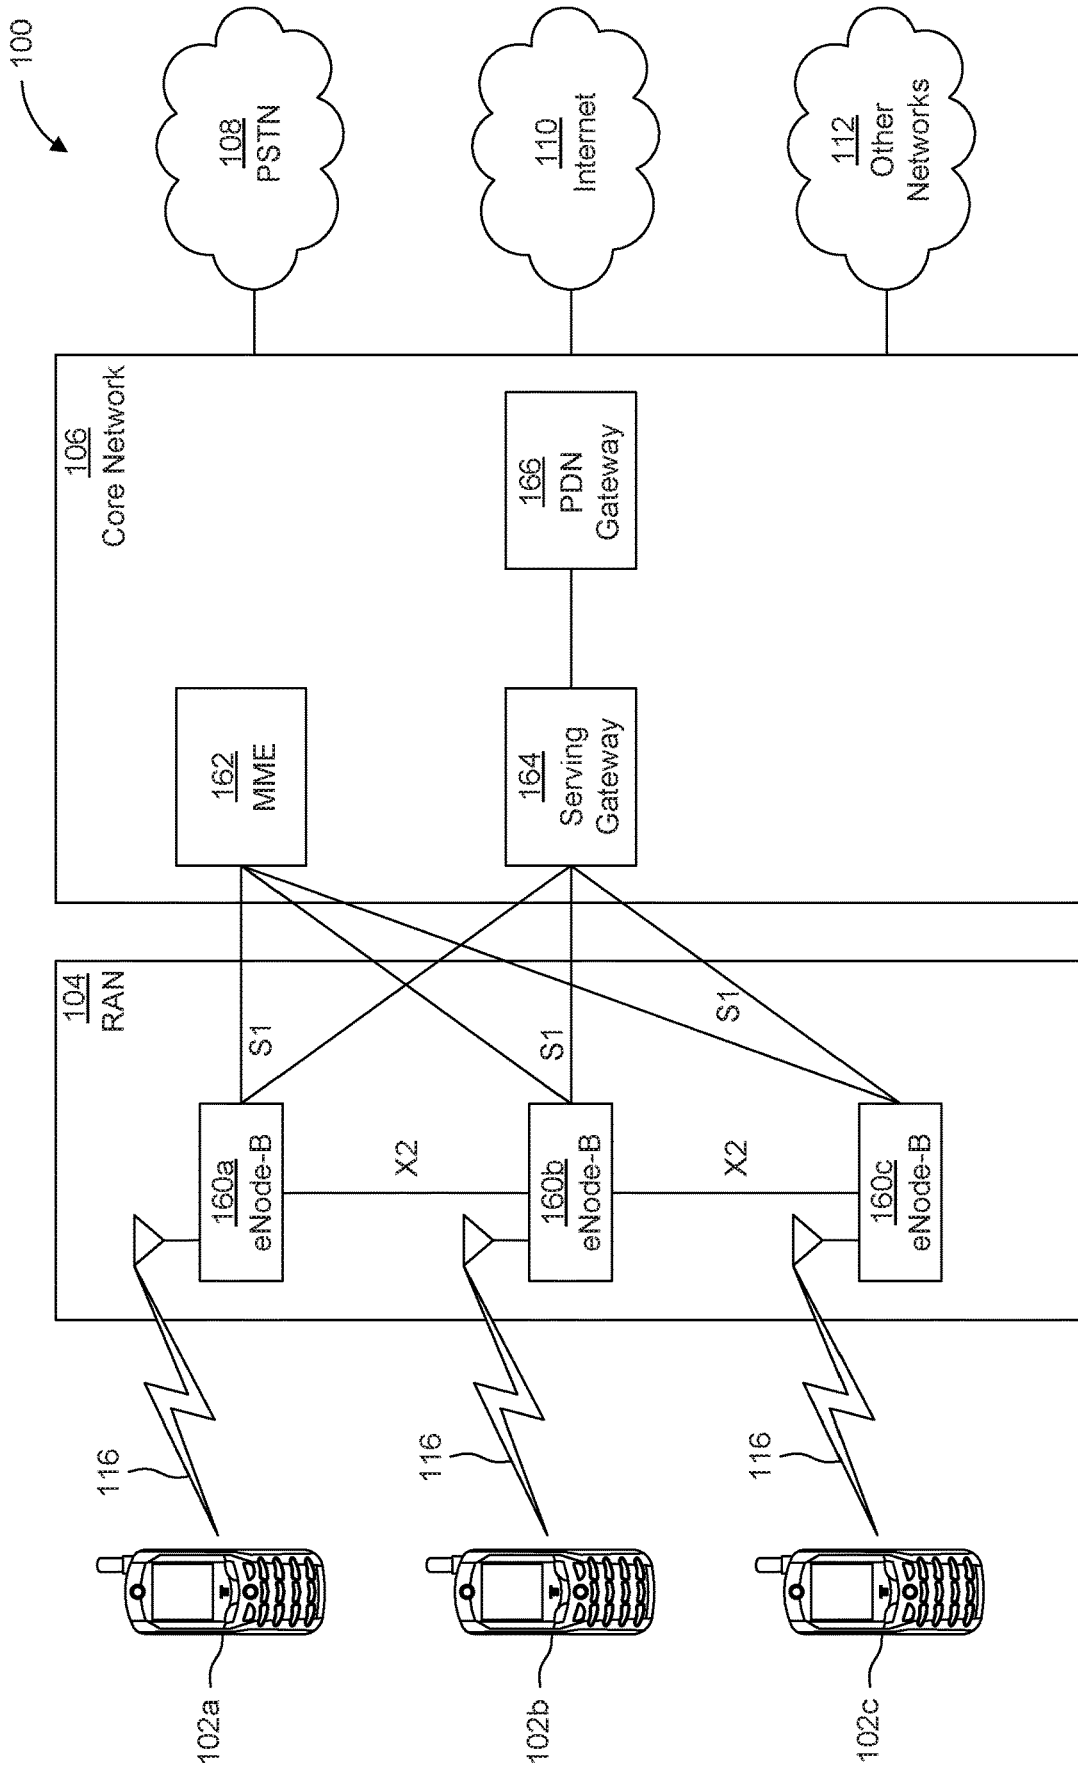 100
102a
116
104
RAN
160a
eNode-B
S1
106
Core Network
162
MME
108
PSTN
X2
102b
116
160b
eNode-B
S1
164
Serving
Gateway
166
PDN
Gateway
110
Internet
X2
102c
116
160c
eNode-B
S1
112
Other
Networks